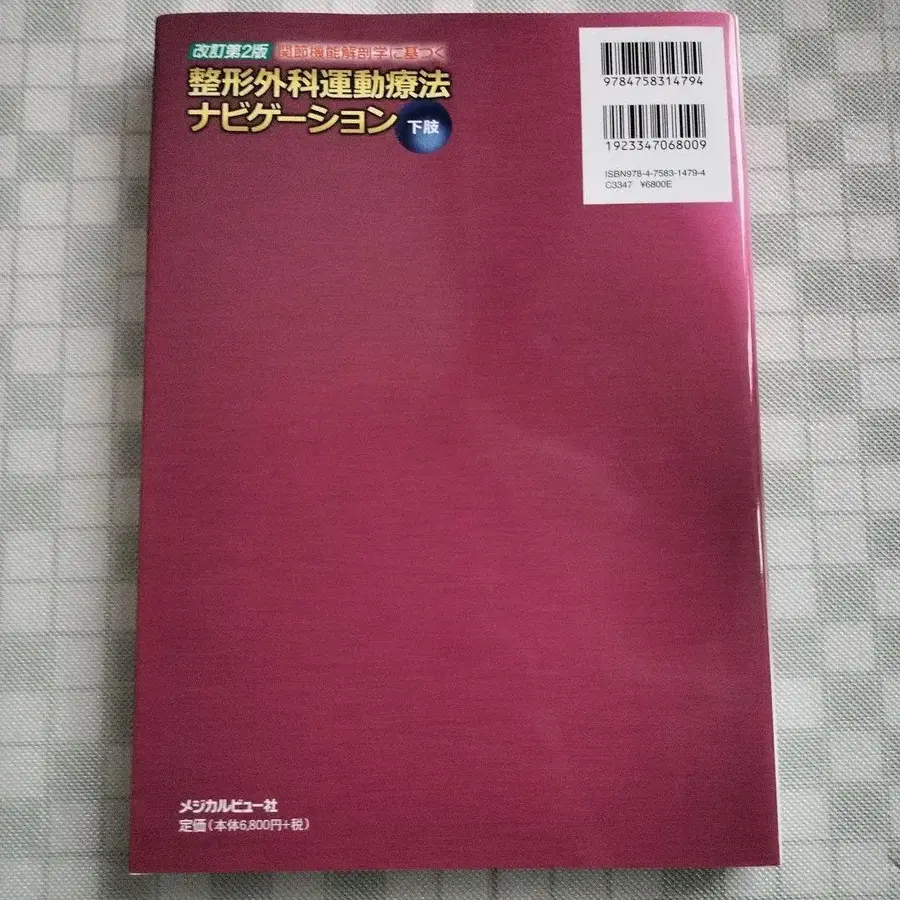 改訂第2版 関節機能解剖学に基づく
整形外科運動療法
ナビゲーション 下肢
9784758314794
1923347068009
ISBN978-4-7583-1479-4
C3347 ¥6800E
メジカルビュー社
定価(本体6,800円+税)